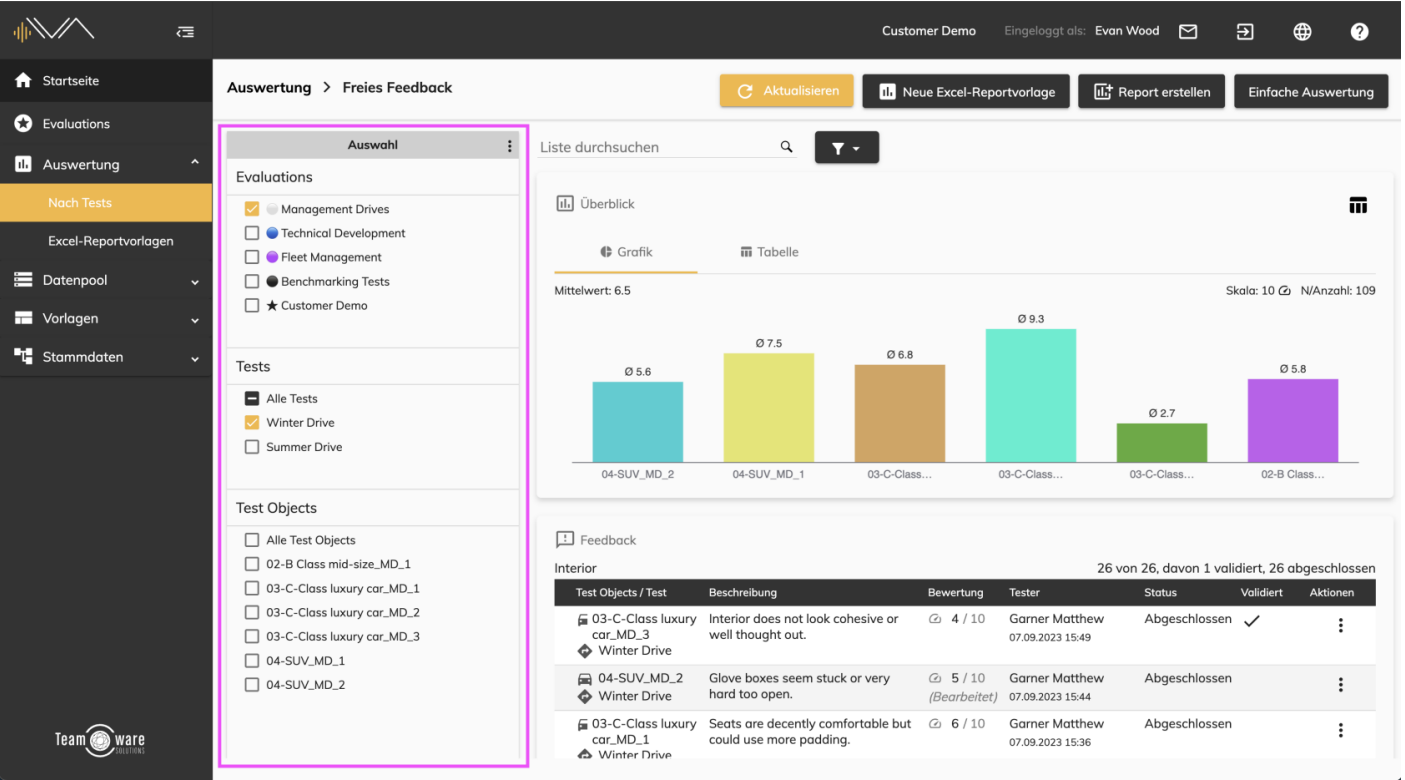 Customer Demo Eingeloggt als: Evan Wood
Startseite
Evaluations
Auswertung
Nach Tests
Excel-Reportvorlagen
Datenpool
Vorlagen
Stammdaten
Team ware
SOLUTIONS
Auswertung > Freies Feedback
Aktualisieren
Neue Excel-Reportvorlage
Report erstellen
Einfache Auswertung
Auswahl
Evaluations
Management Drives
Technical Development
Fleet Management
Benchmarking Tests
Customer Demo
Tests
Alle Tests
Winter Drive
Summer Drive
Test Objects
Alle Test Objects
02-B Class mid-size_MD_1
03-C-Class luxury car_MD_1
03-C-Class luxury car_MD_2
03-C-Class luxury car_MD_3
04-SUV_MD_1
04-SUV_MD_2
Liste durchsuchen
Überblick
Grafik Tabelle
Mittelwert: 6.5 Skala: 10 N/Anzahl: 109
Ø 5.6 Ø 7.5 Ø 6.8 Ø 9.3 Ø 2.7 Ø 5.8
04-SUV_MD_2 04-SUV_MD_1 03-C-Class... 03-C-Class... 03-C-Class... 02-B Class...
Feedback
Interior 26 von 26, davon 1 validiert, 26 abgeschlossen
Test Objects / Test Beschreibung Bewertung Tester Status Validiert Aktionen
03-C-Class luxury Interior does not look cohesive or 4 / 10 Garner Matthew Abgeschlossen
car_MD_3 well thought out. 07.09.2023 15:49
Winter Drive
04-SUV_MD_2 Glove boxes seem stuck or very 5 / 10 Garner Matthew Abgeschlossen
Winter Drive hard too open. (Bearbeitet) 07.09.2023 15:44
03-C-Class luxury Seats are decently comfortable but 6 / 10 Garner Matthew Abgeschlossen
car_MD_1 could use more padding. 07.09.2023 15:36
Winter Drive